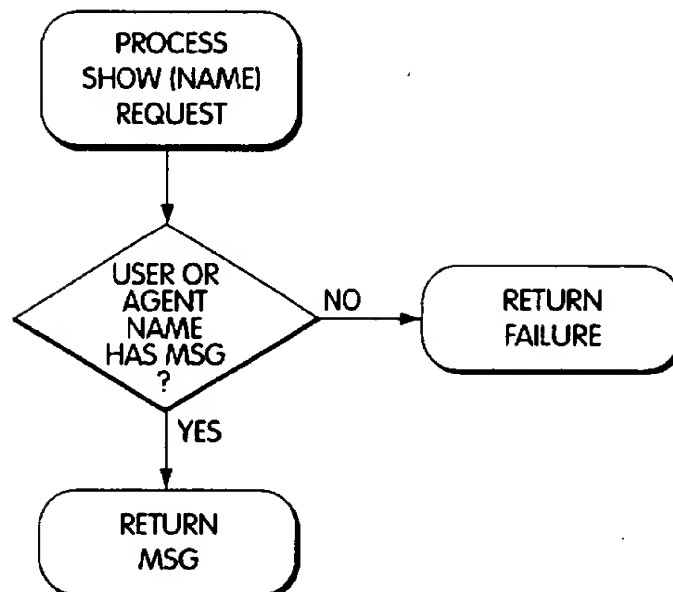 PROCESS
SHOW (NAME)
REQUEST
USER OR
AGENT
NAME
HAS MSG
?
NO
RETURN
FAILURE
YES
RETURN
MSG